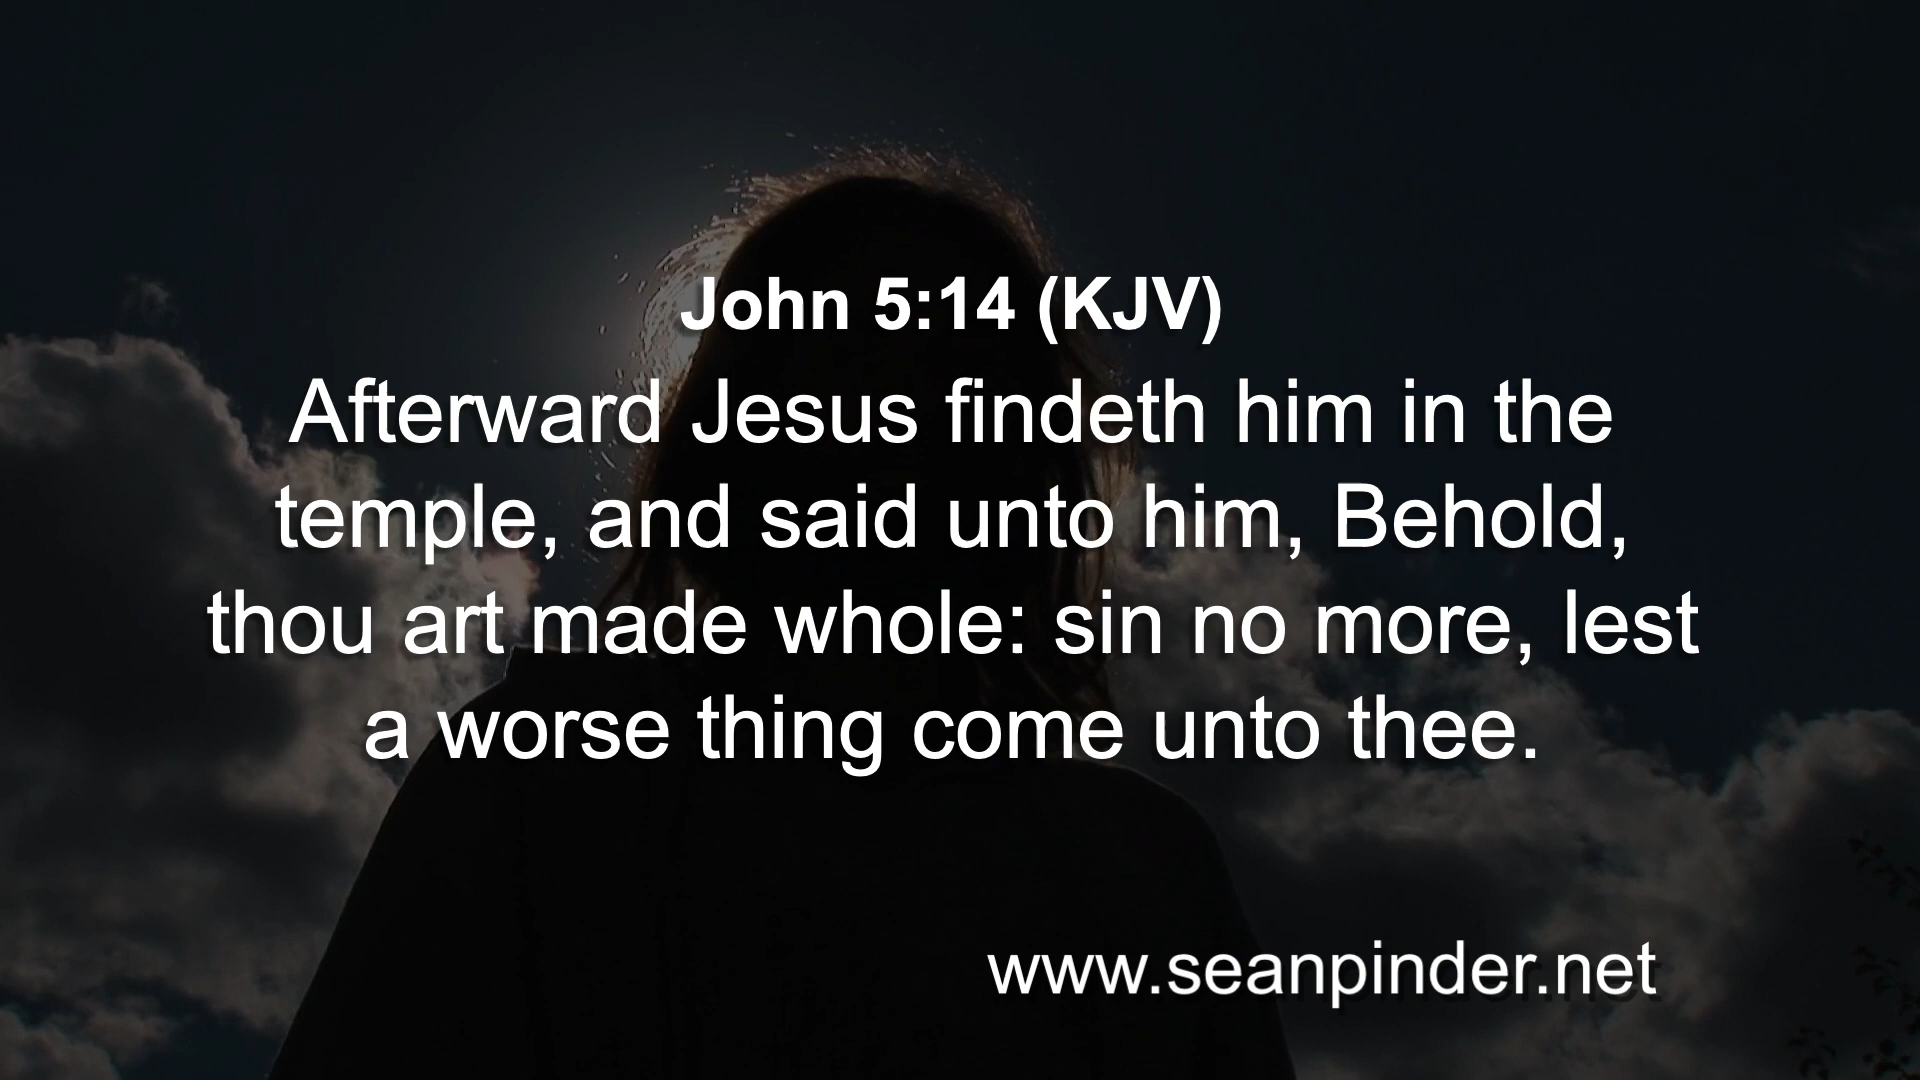 John 5:14 (KJV)
Afterward Jesus findeth him in the
temple, and said unto him, Behold,
thou art made whole: sin no more, lest
a worse thing come unto thee.
www.seanpinder.net